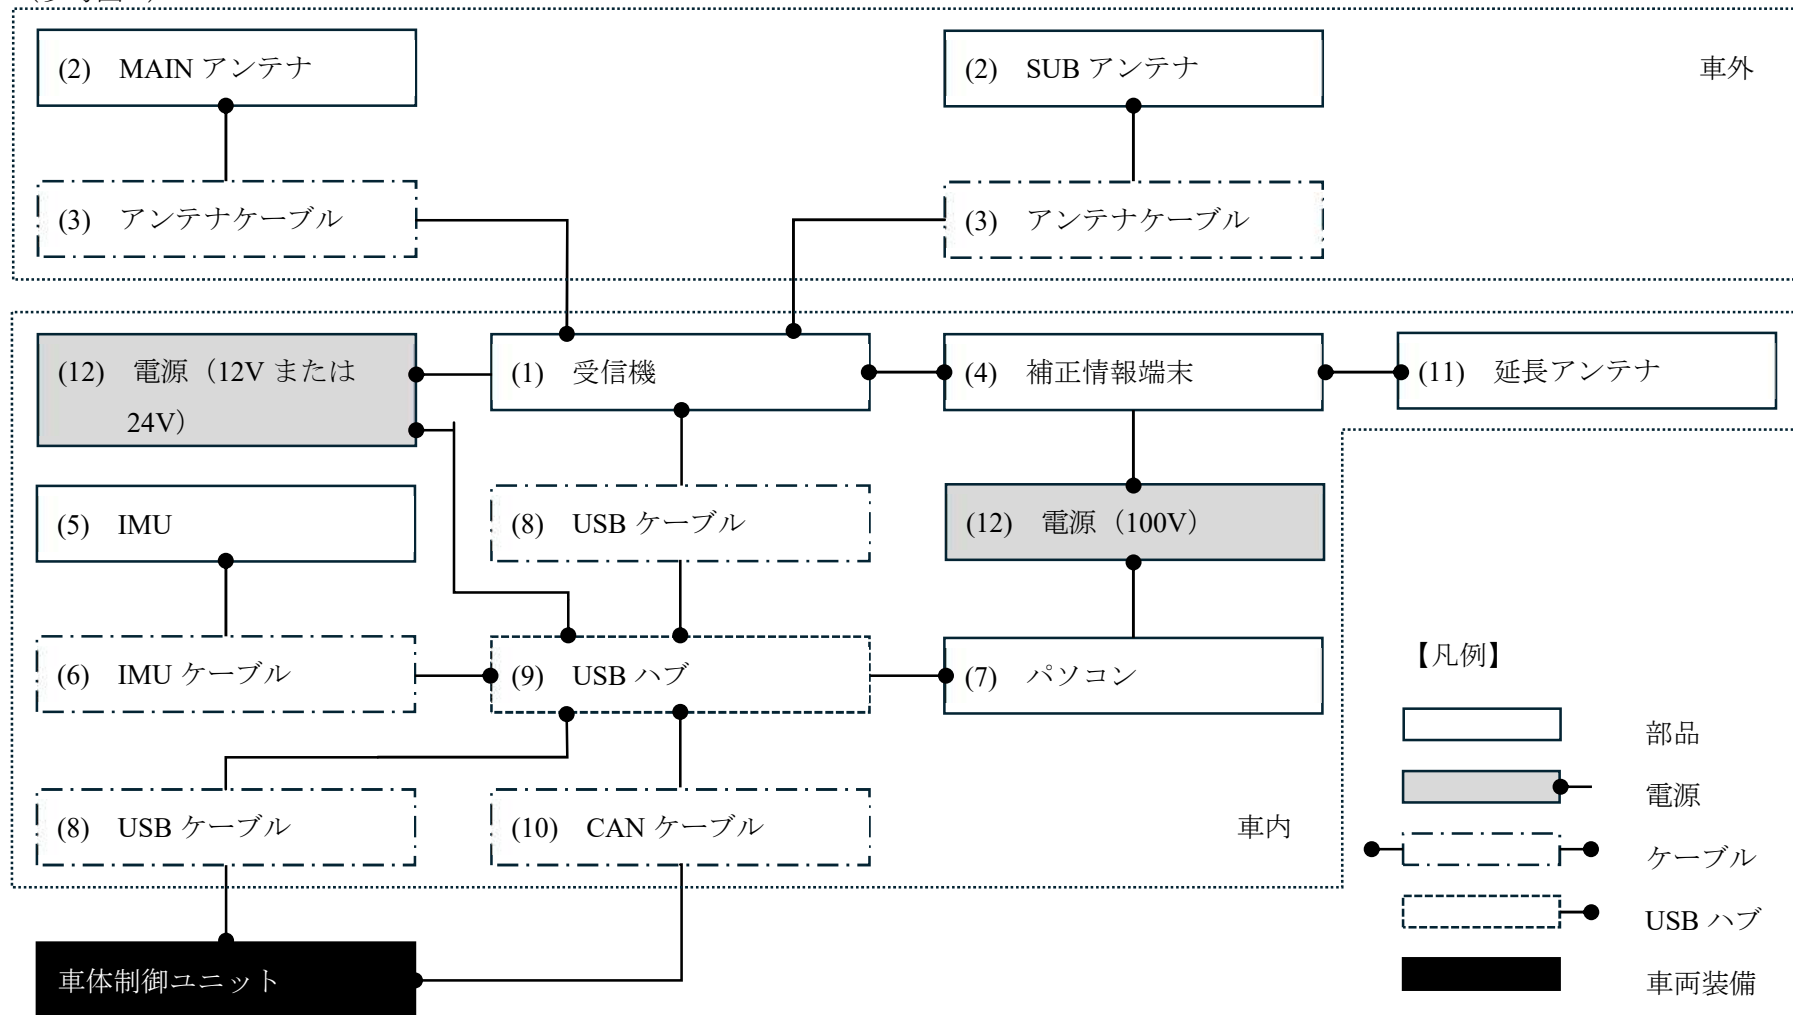 (2) MAIN アンテナ
(2) SUB アンテナ
車外
(3) アンテナケーブル
(3) アンテナケーブル
(12) 電源（12V または
24V）
(1) 受信機
(4) 補正情報端末
(11) 延長アンテナ
(5) IMU
(8) USB ケーブル
(12) 電源（100V）
(6) IMU ケーブル
(9) USB ハブ
(7) パソコン
(8) USB ケーブル
(10) CAN ケーブル
車内
車体制御ユニット
【凡例】
部品
電源
ケーブル
USB ハブ
車両装備